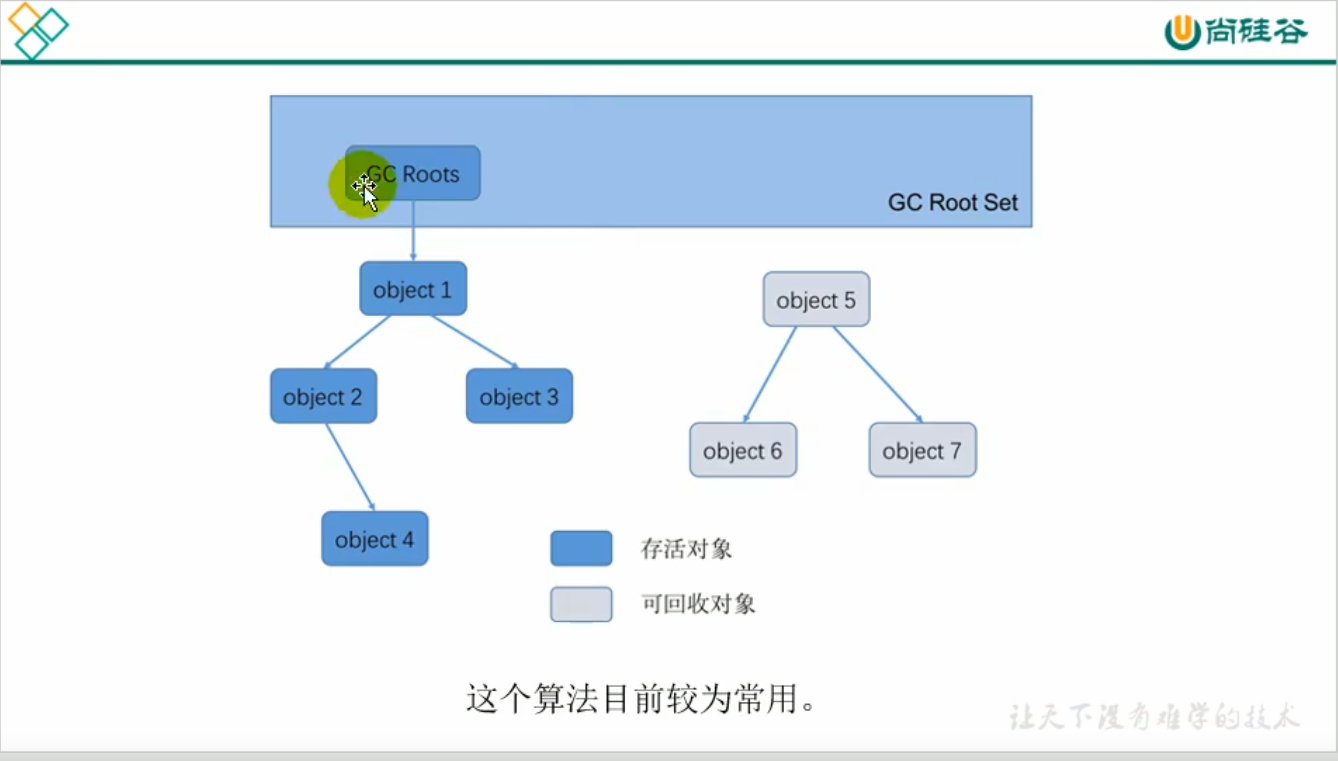 尚硅谷
GC Roots
GC Root Set
object 1
object 5
object 2
object 3
object 6
object 7
object 4
存活对象
可回收对象
这个算法目前较为常用。
让天下没有难学的技术